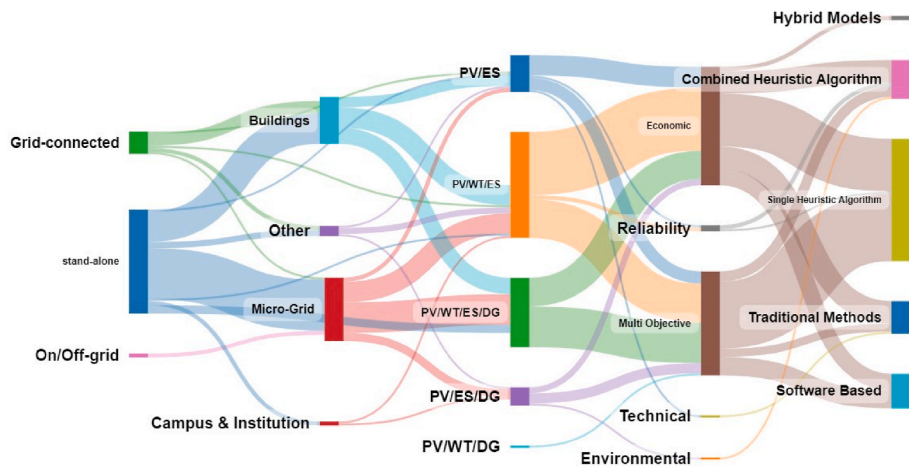 Grid-connected
stand-alone
On/Off-grid
Buildings
Other
Micro-Grid
Campus & Institution
PV/ES
PV/WT/ES
PV/WT/ES/DG
PV/ES/DG
PV/WT/DG
Economic
Reliability
Multi Objective
Technical
Environmental
Hybrid Models
Combined Heuristic Algorithm
Single Heuristic Algorithm
Traditional Methods
Software Based